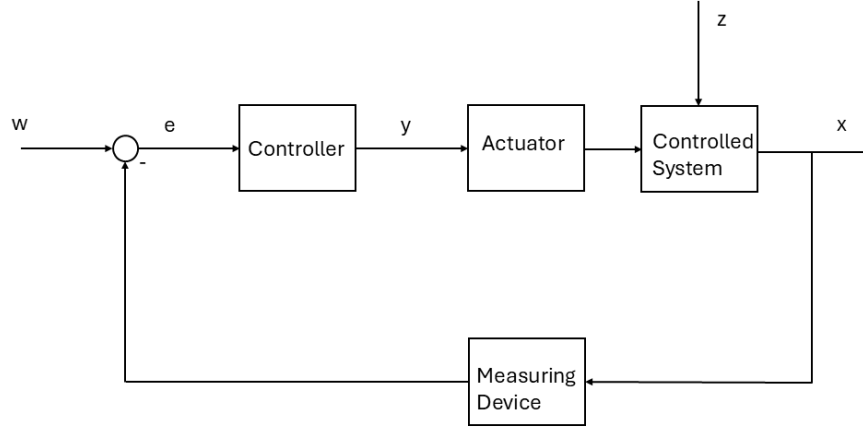 z
w
e
y
x
Controller
Actuator
Controlled
System
-
Measuring
Device